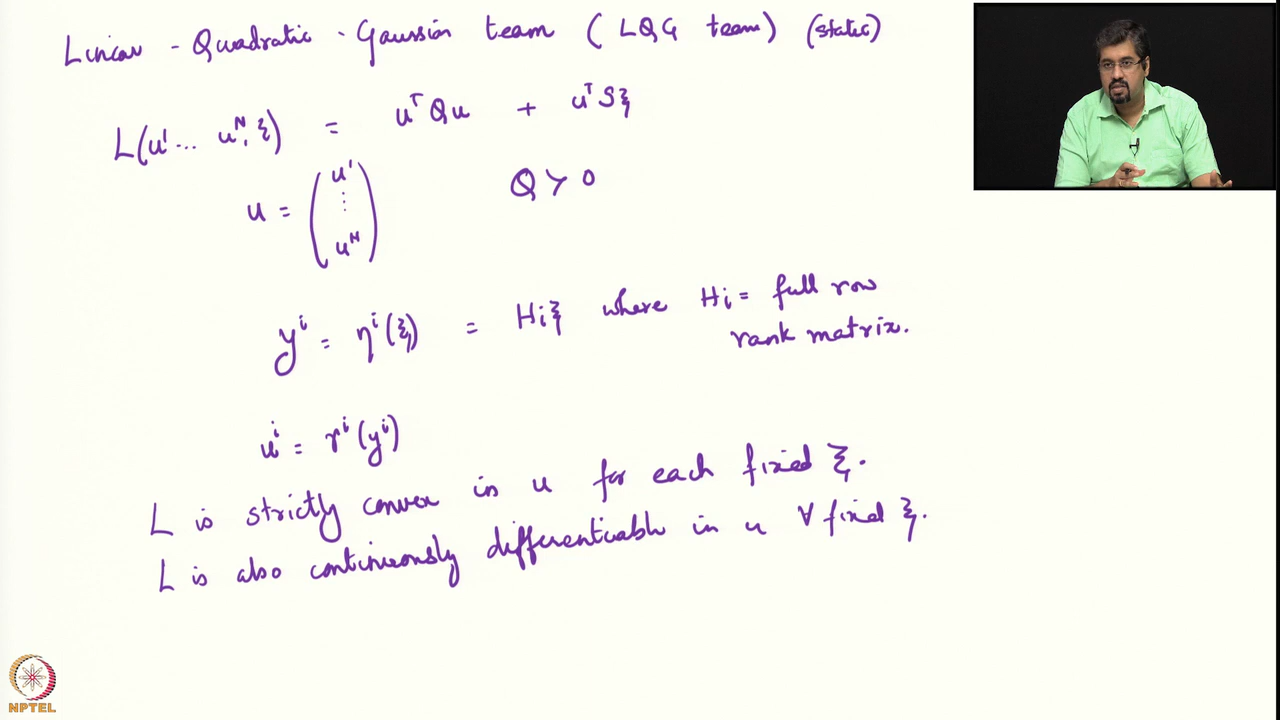 Linear - Quadratic - Gaussian team (LQG team) (static)
L(u¹... uᴺ, ξ) = uᵀQu + uᵀSξ
u = (u¹ ⋮ uᴺ) Q ≻ 0
yⁱ = ηⁱ(ξ) = Hᵢξ where Hᵢ = full row
rank matrix.
uⁱ = γⁱ(yⁱ)
L is strictly convex in u for each fixed ξ.
L is also continuously differentiable in u ∀ fixed ξ.
NPTEL